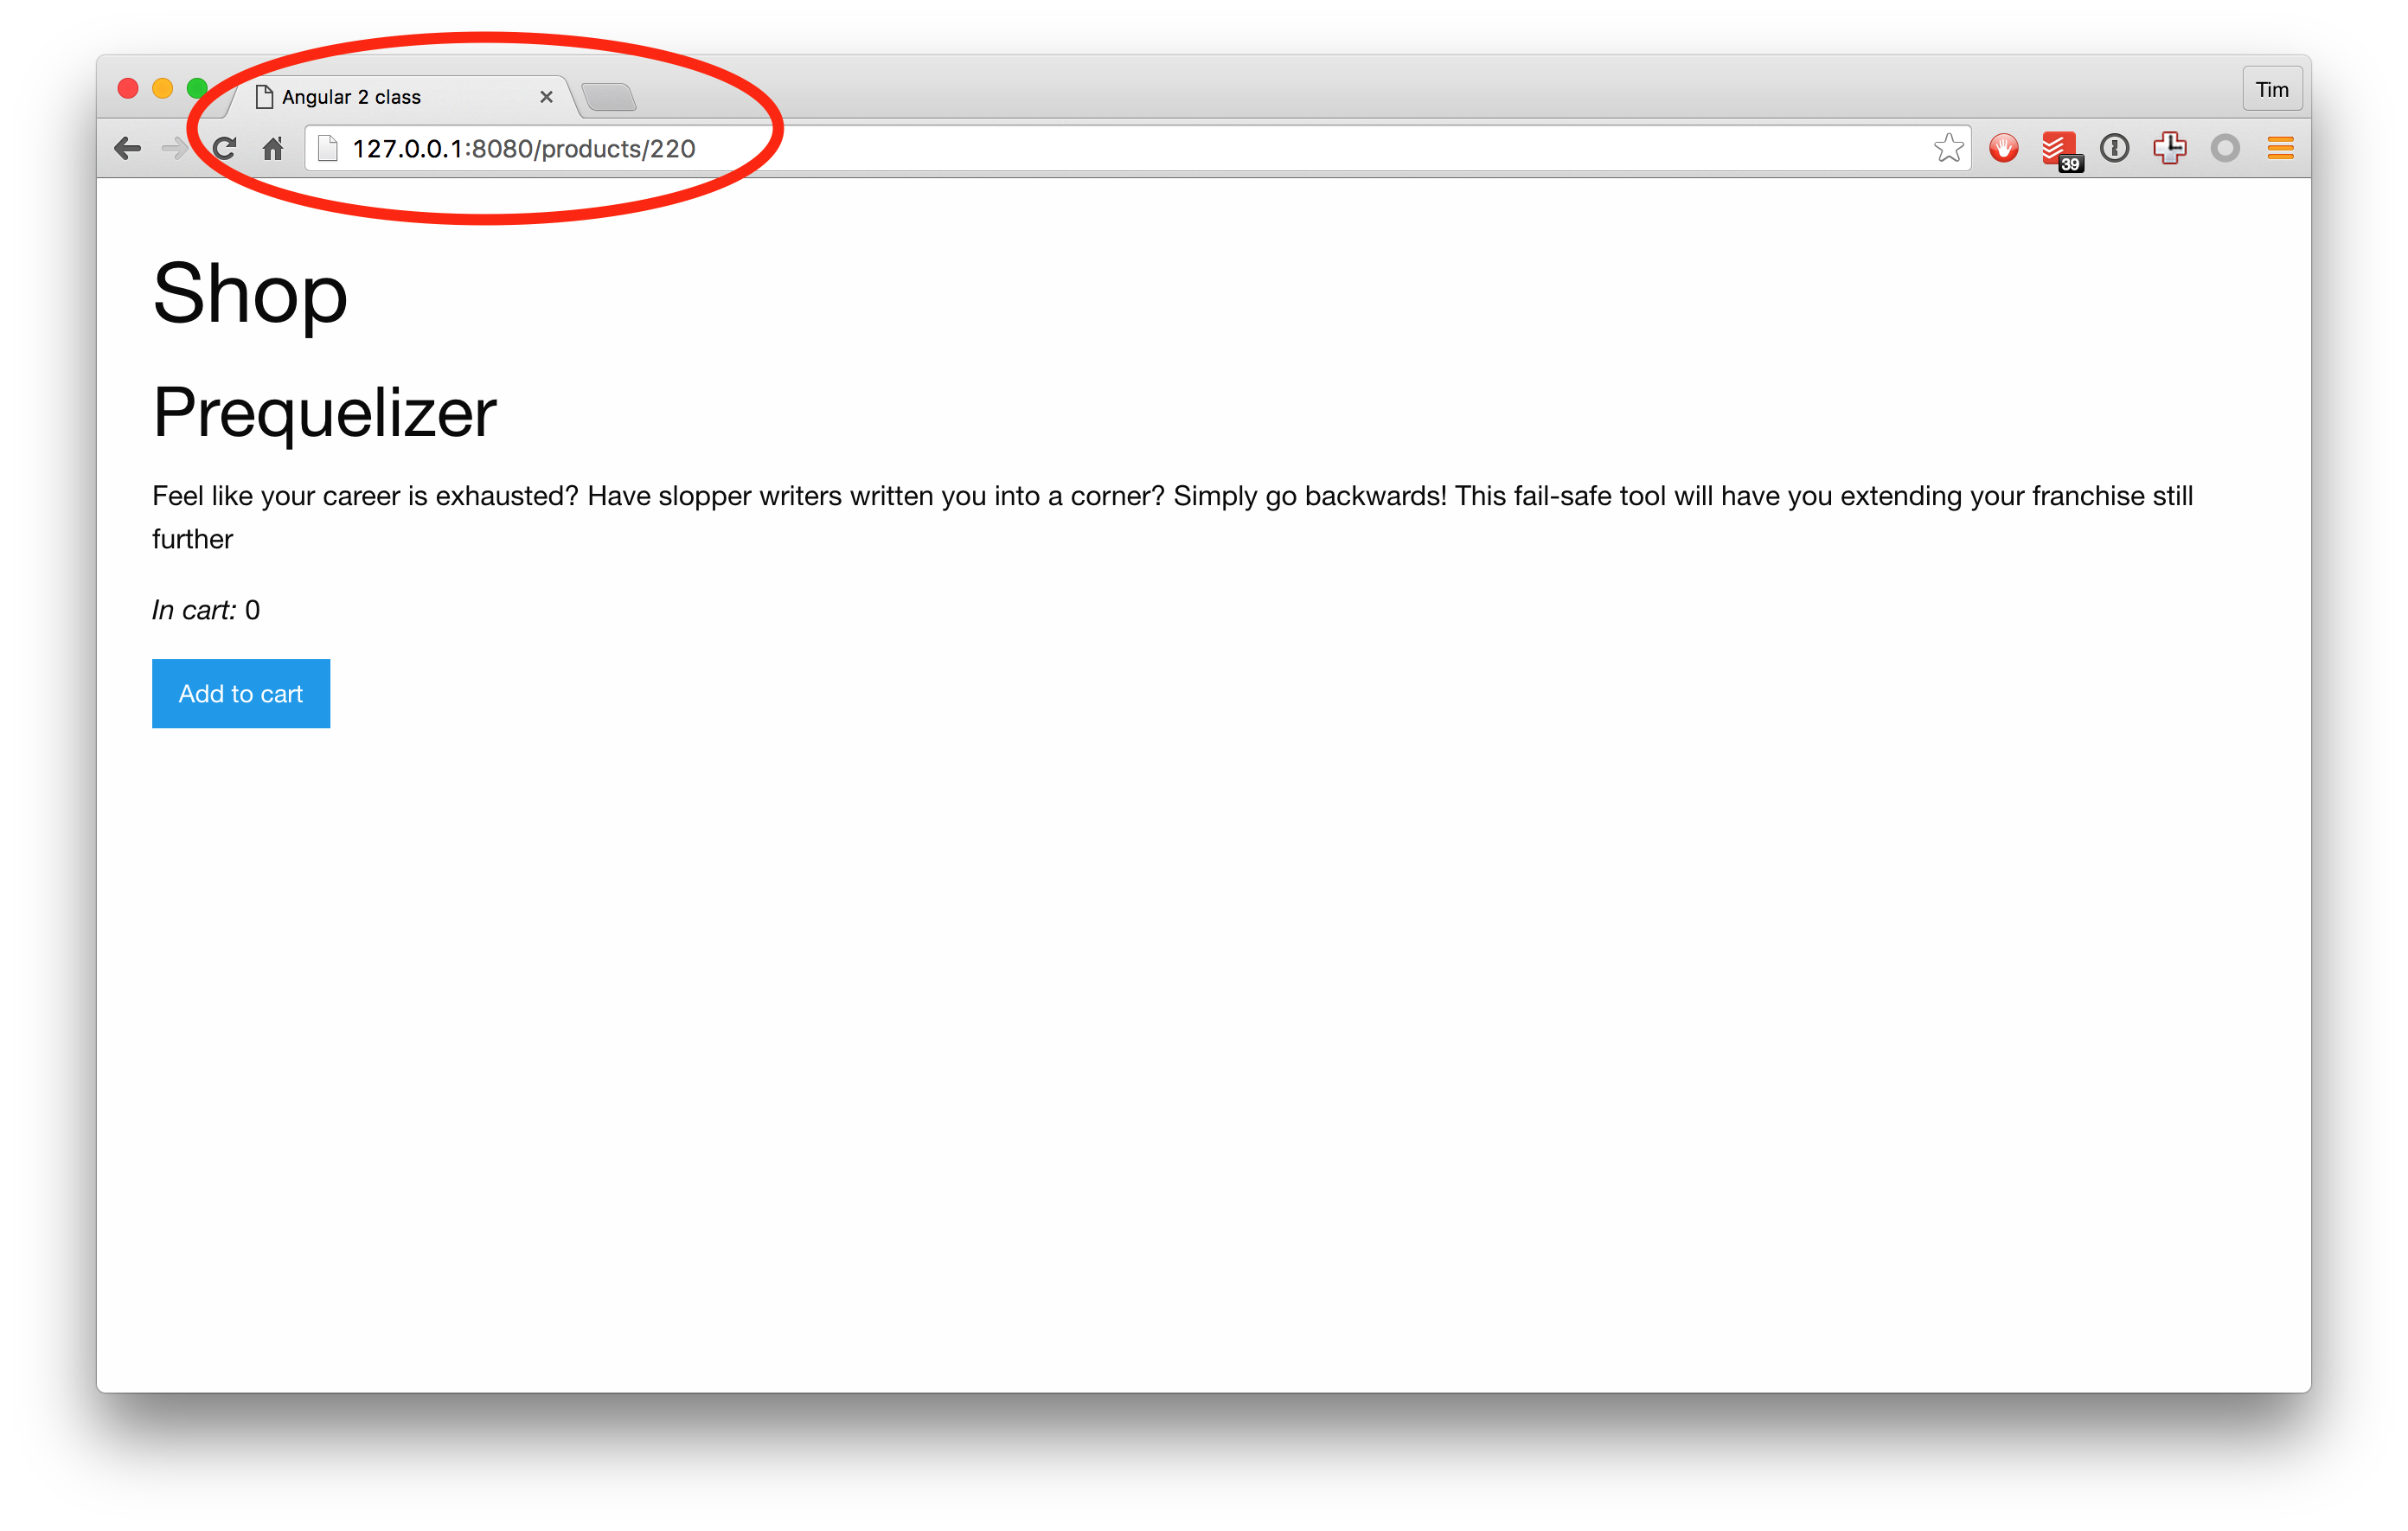 Angular 2 class
Tim
127.0.0.1:8080/products/220
39
Shop
Prequelizer
Feel like your career is exhausted? Have slopper writers written you into a corner? Simply go backwards! This fail-safe tool will have you extending your franchise still
further
In cart: 0
Add to cart